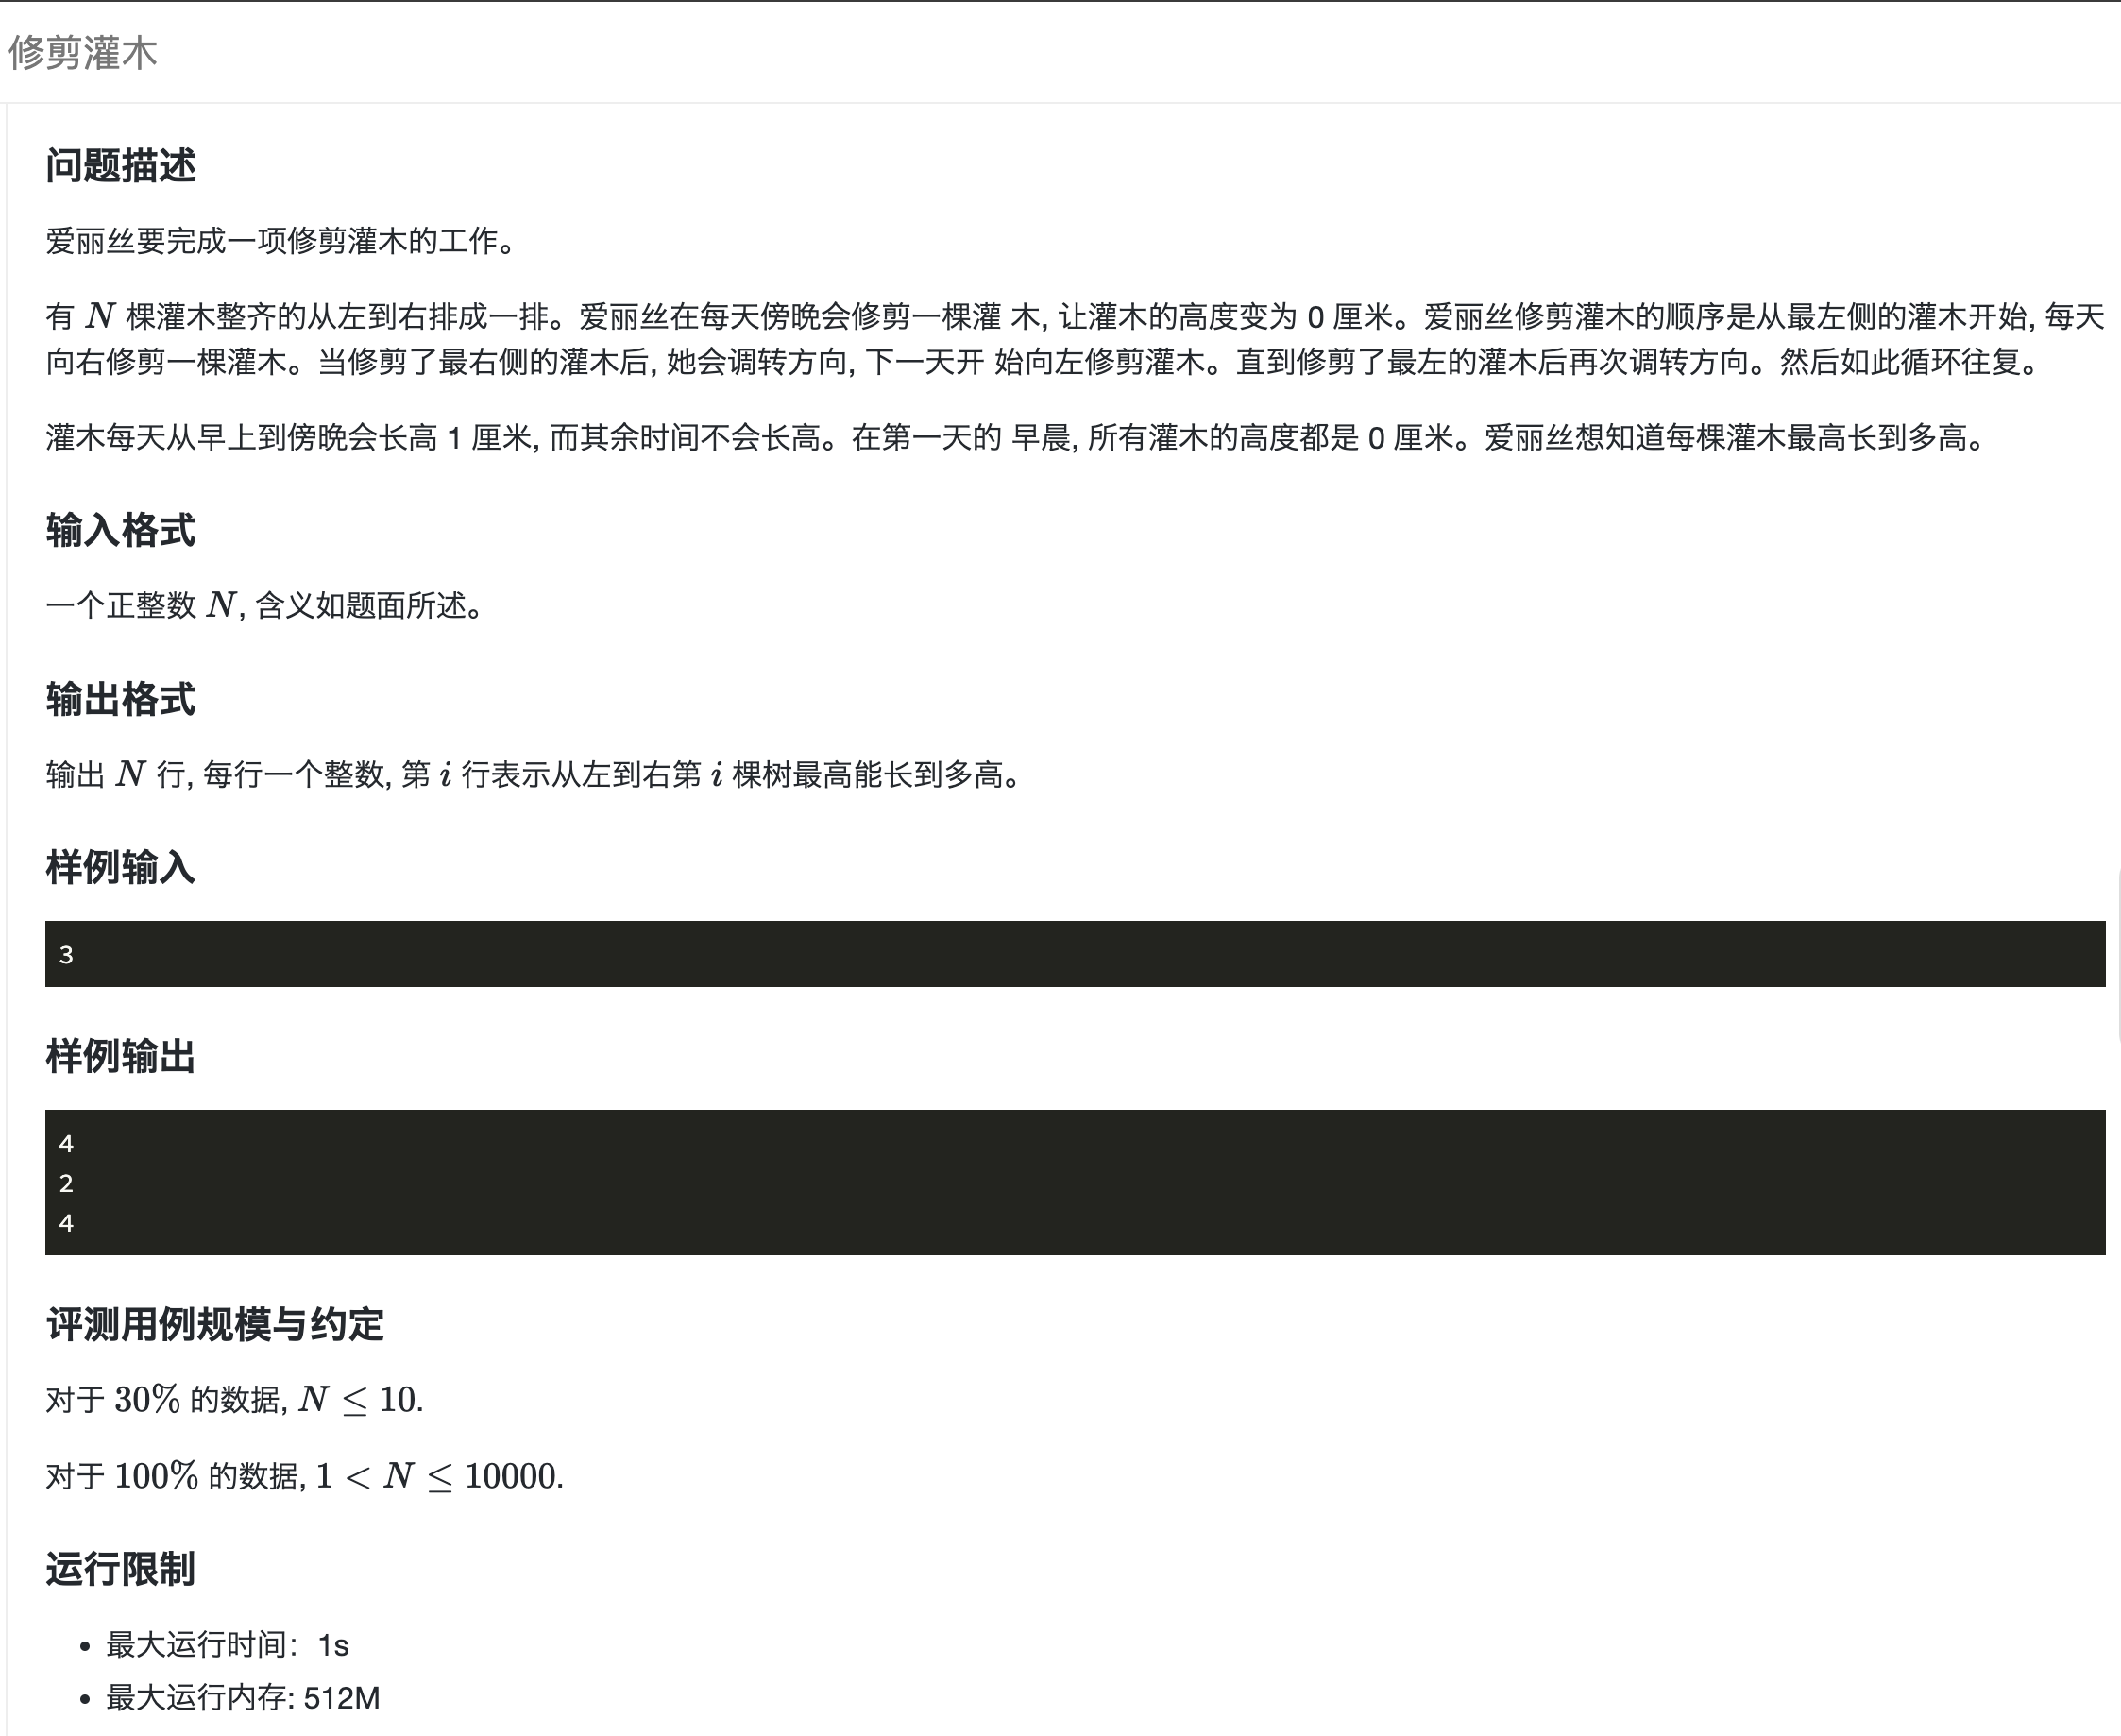 修剪灌木
问题描述
爱丽丝要完成一项修剪灌木的工作。
有 N 棵灌木整齐的从左到右排成一排。爱丽丝在每天傍晚会修剪一棵灌 木, 让灌木的高度变为 0 厘米。爱丽丝修剪灌木的顺序是从最左侧的灌木开始, 每天
向右修剪一棵灌木。当修剪了最右侧的灌木后, 她会调转方向, 下一天开 始向左修剪灌木。直到修剪了最左的灌木后再次调转方向。然后如此循环往复。
灌木每天从早上到傍晚会长高 1 厘米, 而其余时间不会长高。在第一天的 早晨, 所有灌木的高度都是 0 厘米。爱丽丝想知道每棵灌木最高长到多高。
输入格式
一个正整数 N, 含义如题面所述。
输出格式
输出 N 行, 每行一个整数, 第 i 行表示从左到右第 i 棵树最高能长到多高。
样例输入
3
样例输出
4
2
4
评测用例规模与约定
对于 30% 的数据, N ≤ 10.
对于 100% 的数据, 1 < N ≤ 10000.
运行限制
• 最大运行时间：1s
• 最大运行内存: 512M